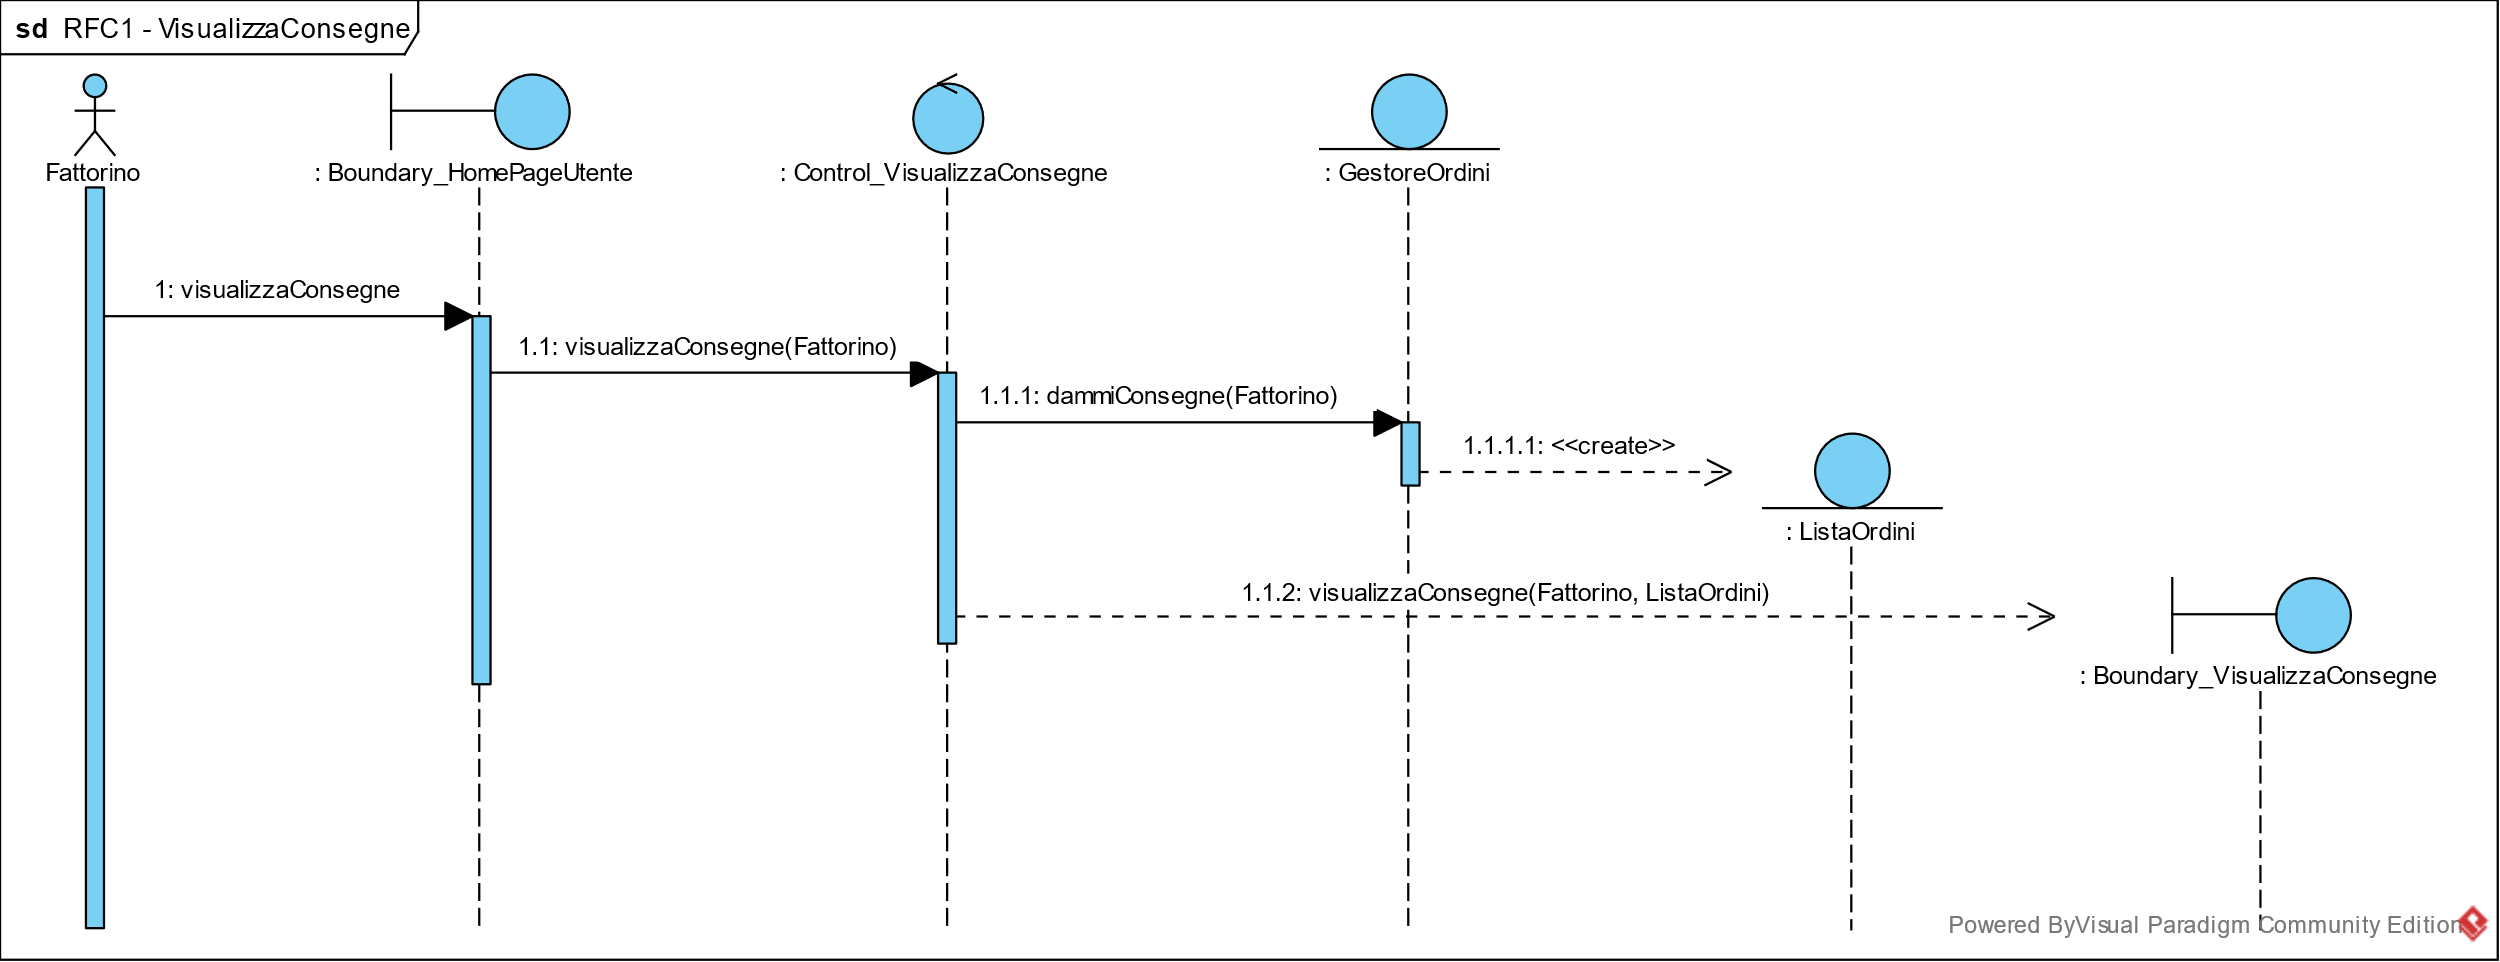 sd RFC1 - VisualizzaConsegne
Fattorino
: Boundary_HomePageUtente
: Control_VisualizzaConsegne
: GestoreOrdini
1: visualizzaConsegne
1.1: visualizzaConsegne(Fattorino)
1.1.1: dammiConsegne(Fattorino)
1.1.1.1: <<create>>
: ListaOrdini
1.1.2: visualizzaConsegne(Fattorino, ListaOrdini)
: Boundary_VisualizzaConsegne
Powered ByVisual Paradigm Community Edition